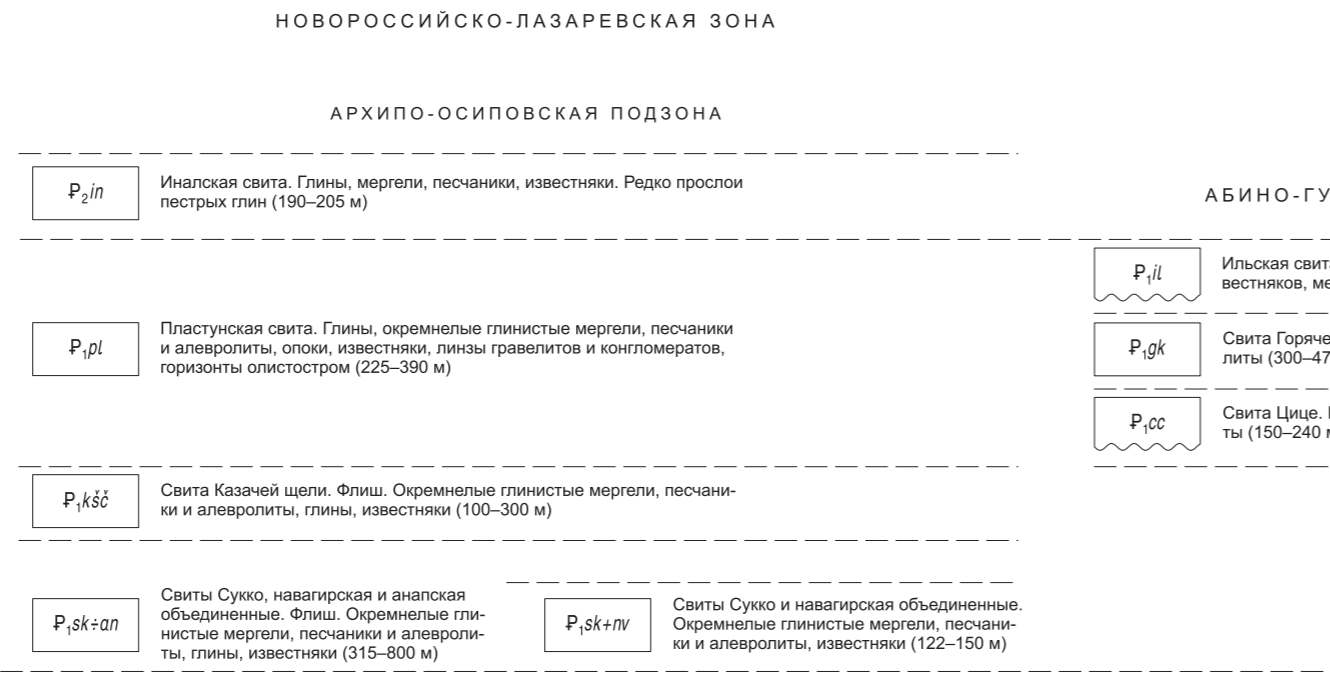 НОВОРОССИЙСКО-ЛАЗАРЕВСКАЯ ЗОНА
АРХИПО-ОСИПОВСКАЯ ПОДЗОНА
₽₂in
Иналская свита. Глины, мергели, песчаники, известняки. Редко прослои
пестрых глин (190–205 м)
АБИНО-ГУ
₽₁il
Ильская свит
вестняков, ме
₽₁pl
Пластунская свита. Глины, окремнелые глинистые мергели, песчаники
и алевролиты, опоки, известняки, линзы гравелитов и конгломератов,
горизонты олистостром (225–390 м)
₽₁gk
Свита Горяче
литы (300–47
₽₁cc
Свита Цице.
ты (150–240 м
₽₁kšč
Свита Казачей щели. Флиш. Окремнелые глинистые мергели, песчани-
ки и алевролиты, глины, известняки (100–300 м)
₽₁sk÷an
Свиты Сукко, навагирская и анапская
объединенные. Флиш. Окремнелые гли-
нистые мергели, песчаники и алевроли-
ты, глины, известняки (315–800 м)
₽₁sk+nv
Свиты Сукко и навагирская объединенные.
Окремнелые глинистые мергели, песчани-
ки и алевролиты, известняки (122–150 м)